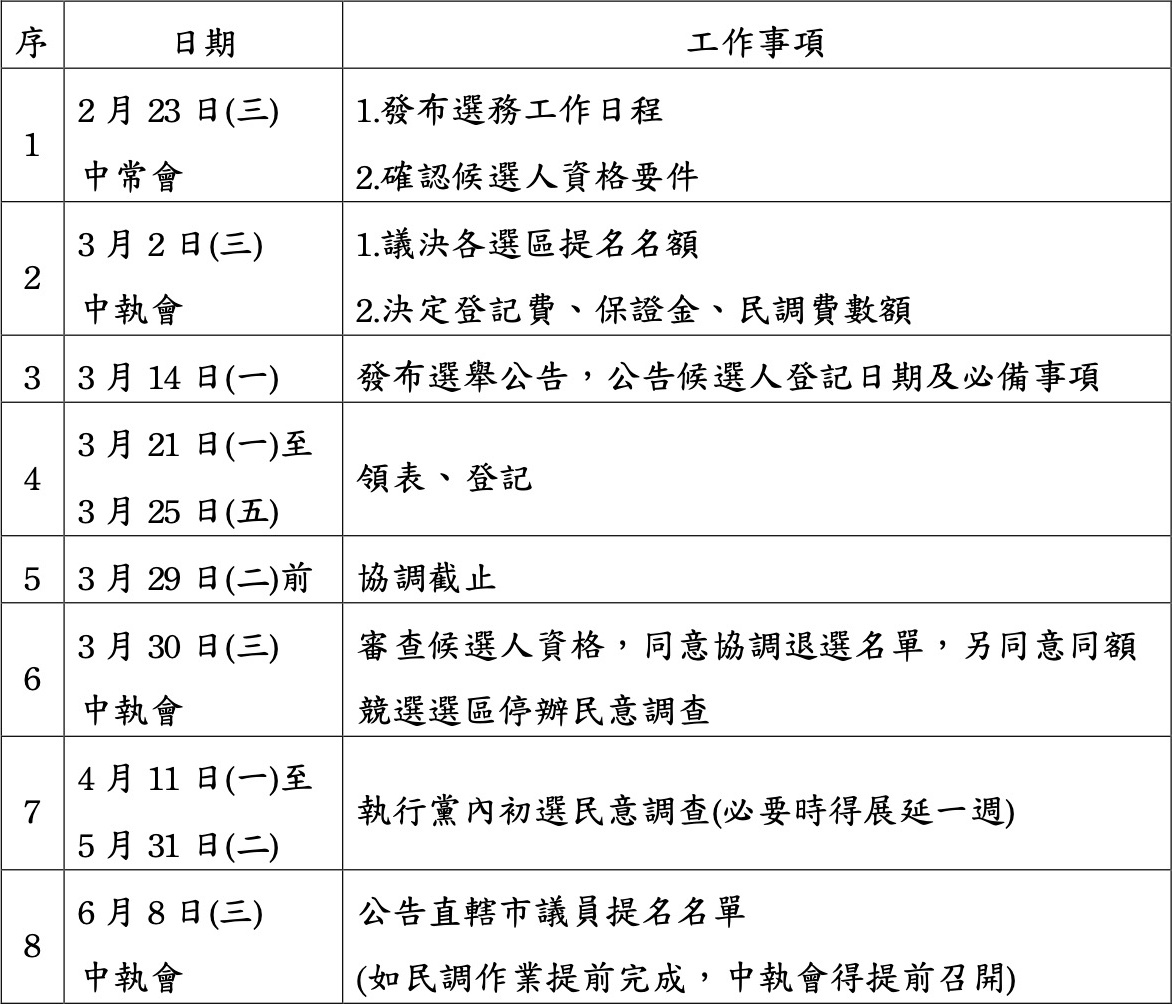 序 日期 工作事項
1
2 月 23 日(三)
中常會
1.發布選務工作日程
2.確認候選人資格要件
2
3 月 2 日(三)
中執會
1.議決各選區提名名額
2.決定登記費、保證金、民調費數額
3 3 月 14 日(一) 發布選舉公告，公告候選人登記日期及必備事項
4
3 月 21 日(一)至
3 月 25 日(五)
領表、登記
5 3 月 29 日(二)前 協調截止
6
3 月 30 日(三)
中執會
審查候選人資格，同意協調退選名單，另同意同額
競選選區停辦民意調查
7
4 月 11 日(一)至
5 月 31 日(二)
執行黨內初選民意調查(必要時得展延一週)
8
6 月 8 日(三)
中執會
公告直轄市議員提名名單
(如民調作業提前完成，中執會得提前召開)